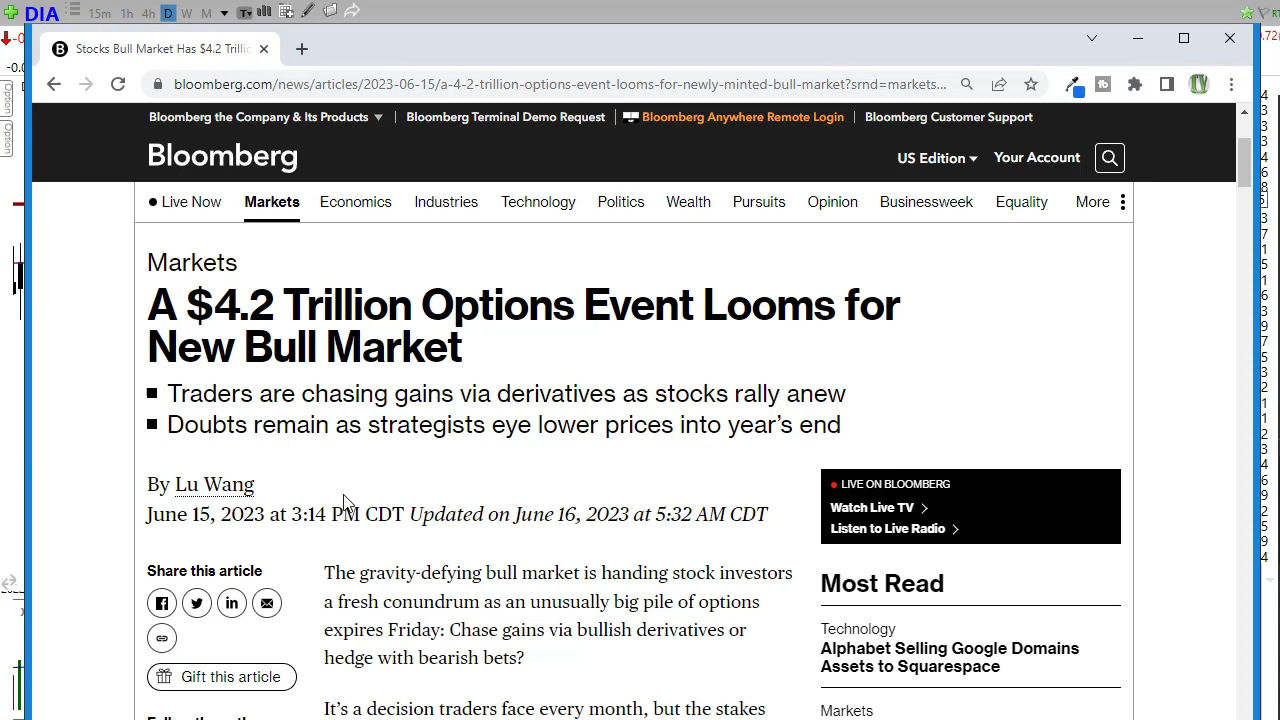 DIA
15m 1h 4h D W M
Stocks Bull Market Has $4.2 Trillic
bloomberg.com/news/articles/2023-06-15/a-4-2-trillion-options-event-looms-for-newly-minted-bull-market?srnd=markets...
Bloomberg the Company & Its Products
Bloomberg Terminal Demo Request
Bloomberg Anywhere Remote Login
Bloomberg Customer Support
Bloomberg
US Edition
Your Account
Live Now
Markets
Economics
Industries
Technology
Politics
Wealth
Pursuits
Opinion
Businessweek
Equality
More
Markets
A $4.2 Trillion Options Event Looms for
New Bull Market
Traders are chasing gains via derivatives as stocks rally anew
Doubts remain as strategists eye lower prices into year's end
By Lu Wang
June 15, 2023 at 3:14 PM CDT Updated on June 16, 2023 at 5:32 AM CDT
LIVE ON BLOOMBERG
Watch Live TV
Listen to Live Radio
Share this article
Gift this article
The gravity-defying bull market is handing stock investors
a fresh conundrum as an unusually big pile of options
expires Friday: Chase gains via bullish derivatives or
hedge with bearish bets?
It's a decision traders face every month, but the stakes
Most Read
Technology
Alphabet Selling Google Domains
Assets to Squarespace
Markets
Option
Option